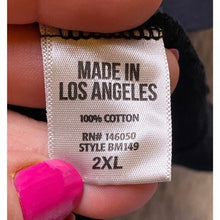 MADE IN
LOS ANGELES
100% COTTON
RN# 146050
STYLE BM149
2XL